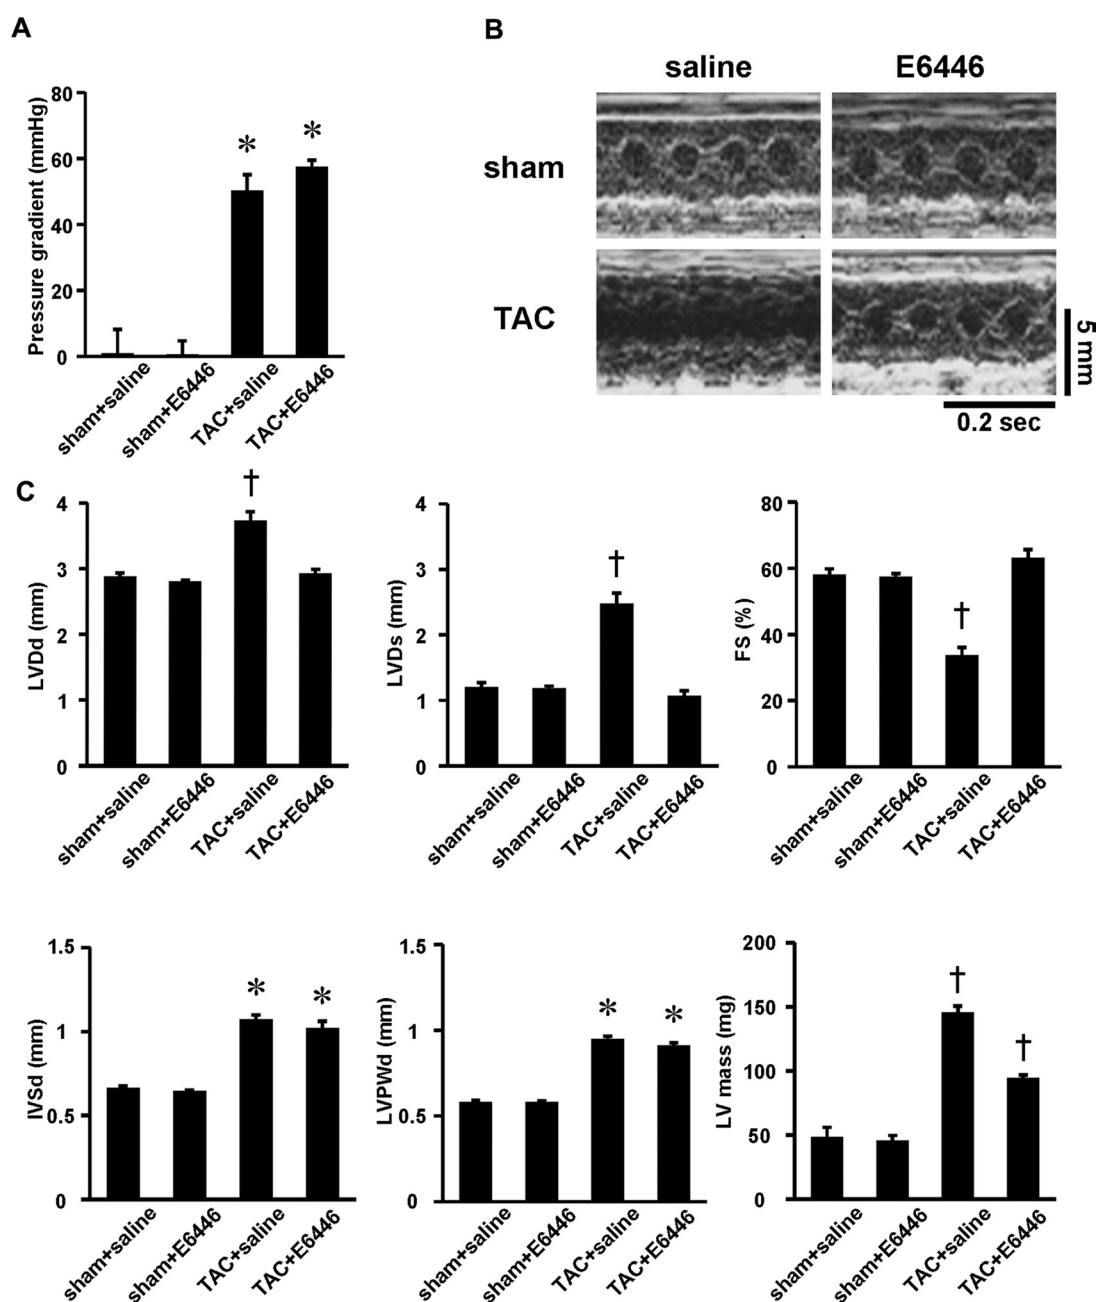 A
Pressure gradient (mmHg)
80
60
40
20
0
*
*
sham+saline
sham+E6446
TAC+saline
TAC+E6446
B
saline
E6446
sham
TAC
5 mm
0.2 sec
C
LVDd (mm)
4
3
2
1
0
†
sham+saline
sham+E6446
TAC+saline
TAC+E6446
LVDs (mm)
4
3
2
1
0
†
sham+saline
sham+E6446
TAC+saline
TAC+E6446
FS (%)
80
60
40
20
0
†
sham+saline
sham+E6446
TAC+saline
TAC+E6446
IVSd (mm)
1.5
1
0.5
0
*
*
sham+saline
sham+E6446
TAC+saline
TAC+E6446
LVPWd (mm)
1.5
1
0.5
0
*
*
sham+saline
sham+E6446
TAC+saline
TAC+E6446
LV mass (mg)
200
150
100
50
0
†
†
sham+saline
sham+E6446
TAC+saline
TAC+E6446